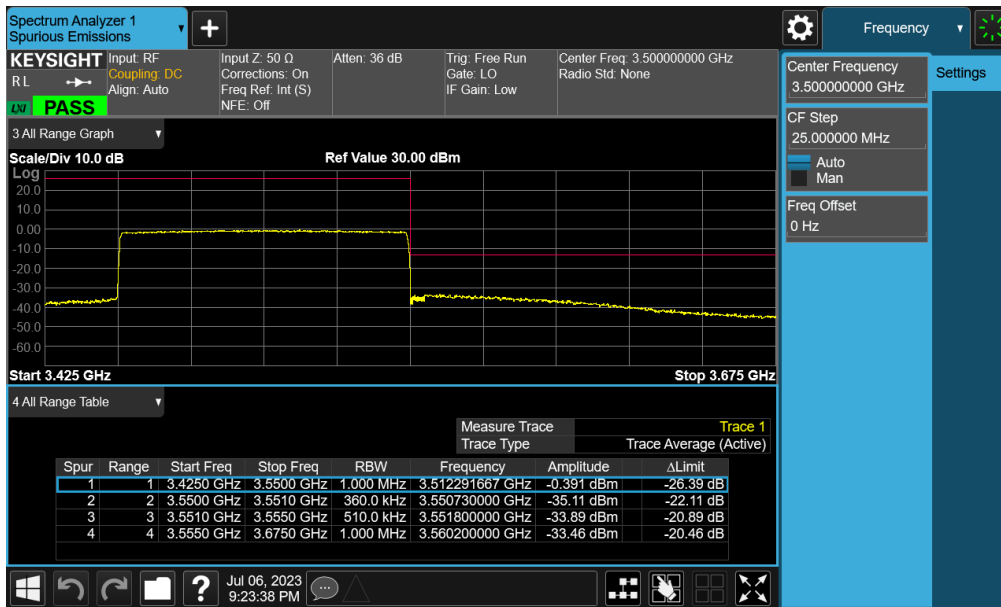 Spectrum Analyzer 1
Spurious Emissions
Frequency
KEYSIGHT
R L
LXI
PASS
Input: RF
Coupling: DC
Align: Auto
Input Z: 50 Ω
Corrections: On
Freq Ref: Int (S)
NFE: Off
Atten: 36 dB
Trig: Free Run
Gate: LO
IF Gain: Low
Center Freq: 3.500000000 GHz
Radio Std: None
Center Frequency
3.500000000 GHz
Settings
CF Step
25.000000 MHz
Auto
Man
Freq Offset
0 Hz
3 All Range Graph
Scale/Div 10.0 dB
Ref Value 30.00 dBm
Log
20.0
10.0
0.00
-10.0
-20.0
-30.0
-40.0
-50.0
-60.0
Start 3.425 GHz
Stop 3.675 GHz
4 All Range Table
Measure Trace Trace 1
Trace Type Trace Average (Active)
Spur Range Start Freq Stop Freq RBW Frequency Amplitude ΔLimit
1 1 3.4250 GHz 3.5500 GHz 1.000 MHz 3.512291667 GHz -0.391 dBm -26.39 dB
2 2 3.5500 GHz 3.5510 GHz 360.0 kHz 3.550730000 GHz -35.11 dBm -22.11 dB
3 3 3.5510 GHz 3.5550 GHz 510.0 kHz 3.551800000 GHz -33.89 dBm -20.89 dB
4 4 3.5550 GHz 3.6750 GHz 1.000 MHz 3.560200000 GHz -33.46 dBm -20.46 dB
?
Jul 06, 2023
9:23:38 PM